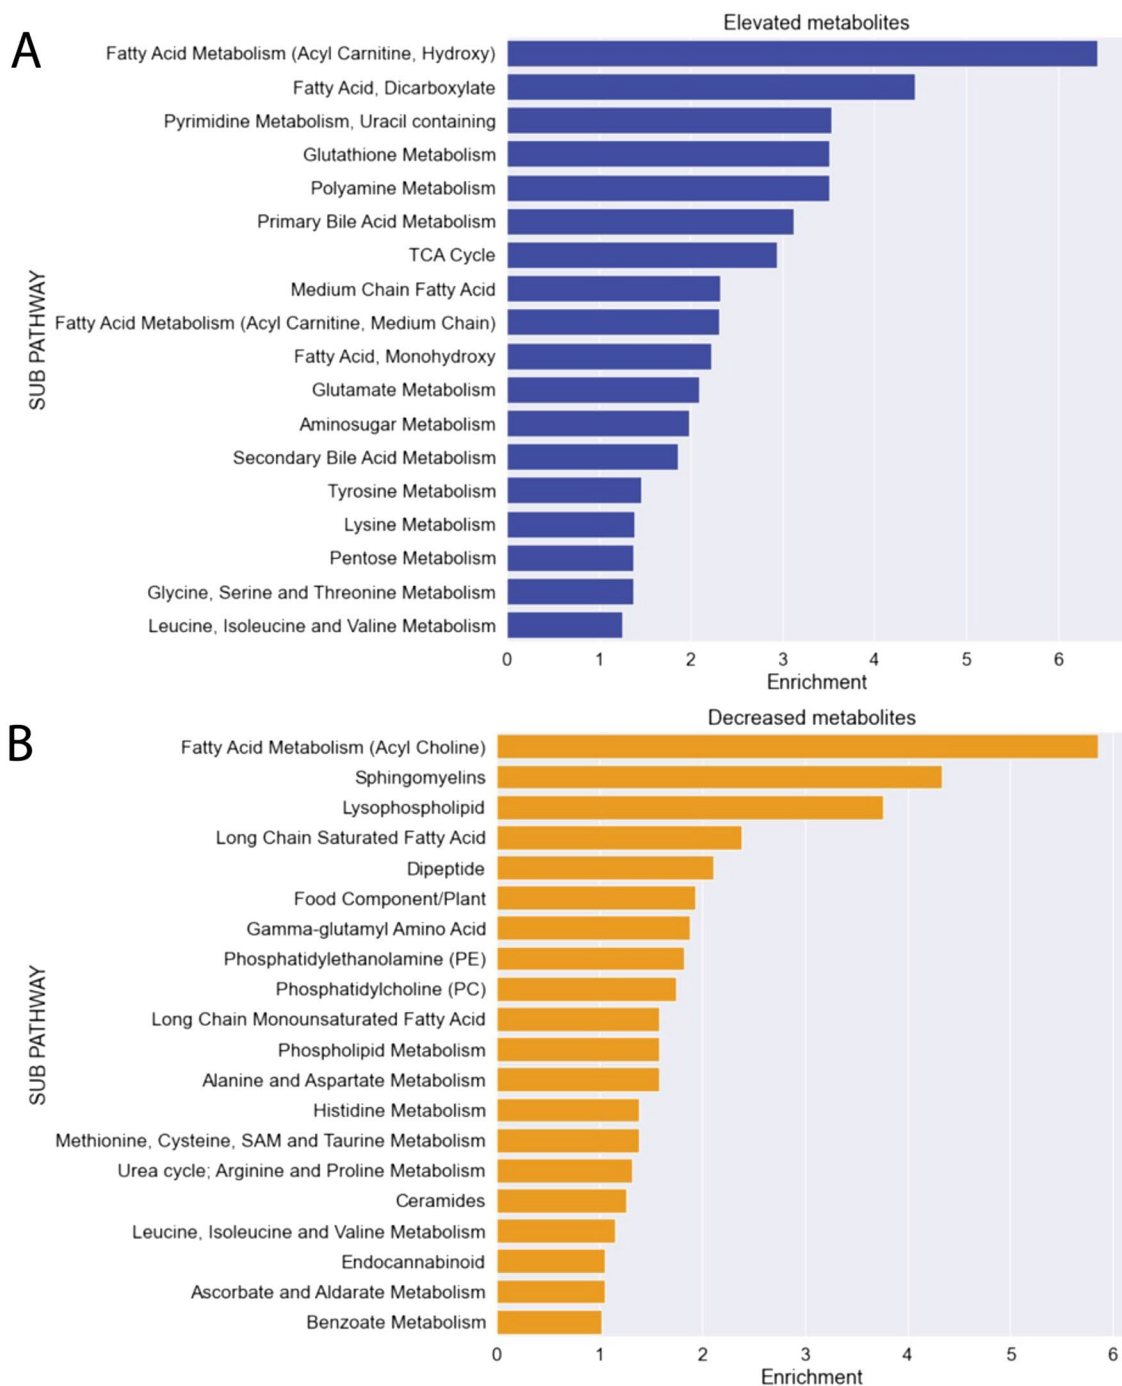 A
Elevated metabolites
SUB PATHWAY
Fatty Acid Metabolism (Acyl Carnitine, Hydroxy)
Fatty Acid, Dicarboxylate
Pyrimidine Metabolism, Uracil containing
Glutathione Metabolism
Polyamine Metabolism
Primary Bile Acid Metabolism
TCA Cycle
Medium Chain Fatty Acid
Fatty Acid Metabolism (Acyl Carnitine, Medium Chain)
Fatty Acid, Monohydroxy
Glutamate Metabolism
Aminosugar Metabolism
Secondary Bile Acid Metabolism
Tyrosine Metabolism
Lysine Metabolism
Pentose Metabolism
Glycine, Serine and Threonine Metabolism
Leucine, Isoleucine and Valine Metabolism
0 1 2 3 4 5 6
Enrichment
B
Decreased metabolites
SUB PATHWAY
Fatty Acid Metabolism (Acyl Choline)
Sphingomyelins
Lysophospholipid
Long Chain Saturated Fatty Acid
Dipeptide
Food Component/Plant
Gamma-glutamyl Amino Acid
Phosphatidylethanolamine (PE)
Phosphatidylcholine (PC)
Long Chain Monounsaturated Fatty Acid
Phospholipid Metabolism
Alanine and Aspartate Metabolism
Histidine Metabolism
Methionine, Cysteine, SAM and Taurine Metabolism
Urea cycle; Arginine and Proline Metabolism
Ceramides
Leucine, Isoleucine and Valine Metabolism
Endocannabinoid
Ascorbate and Aldarate Metabolism
Benzoate Metabolism
0 1 2 3 4 5 6
Enrichment